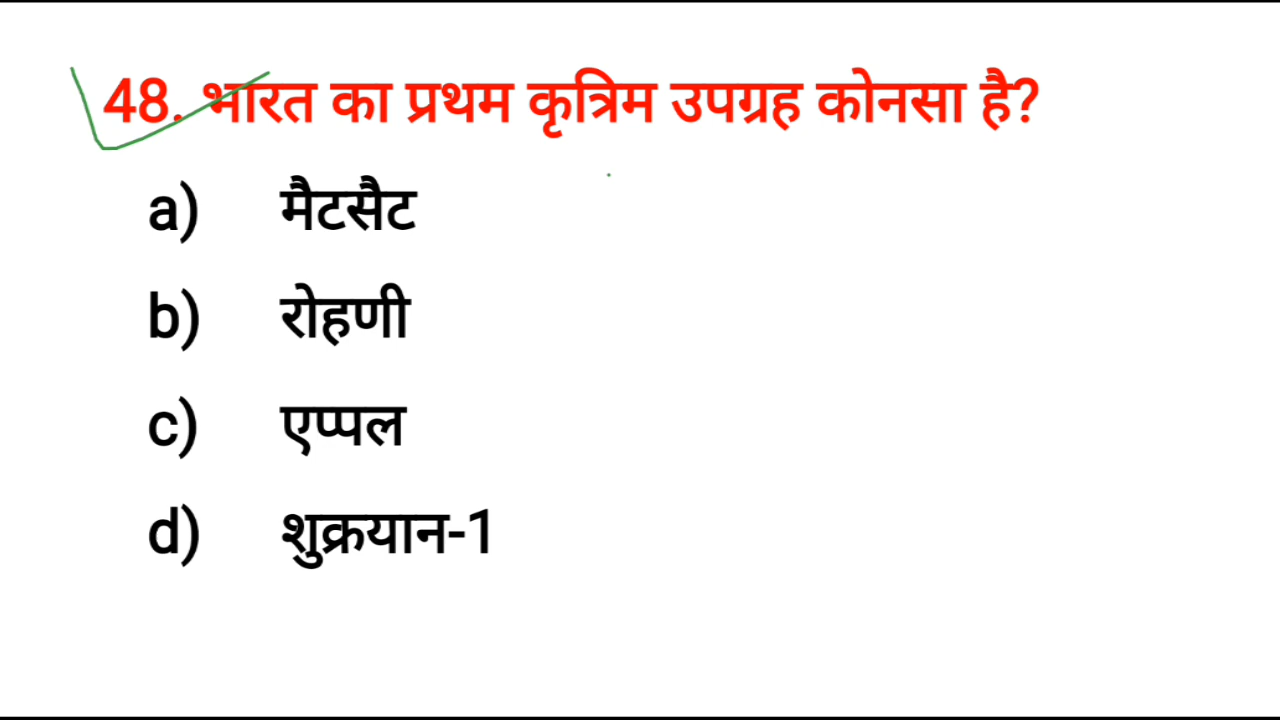 48. भारत का प्रथम कृत्रिम उपग्रह कोनसा है?
a) मैटसैट
b) रोहणी
c) एप्पल
d) शुक्रयान-1